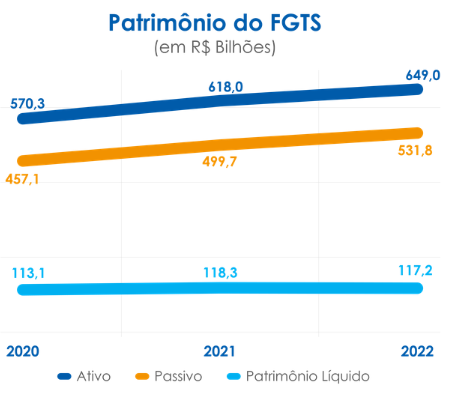 Patrimônio do FGTS
(em R$ Bilhões)
570,3
618,0
649,0
457,1
499,7
531,8
113,1
118,3
117,2
2020
2021
2022
Ativo
Passivo
Patrimônio Líquido